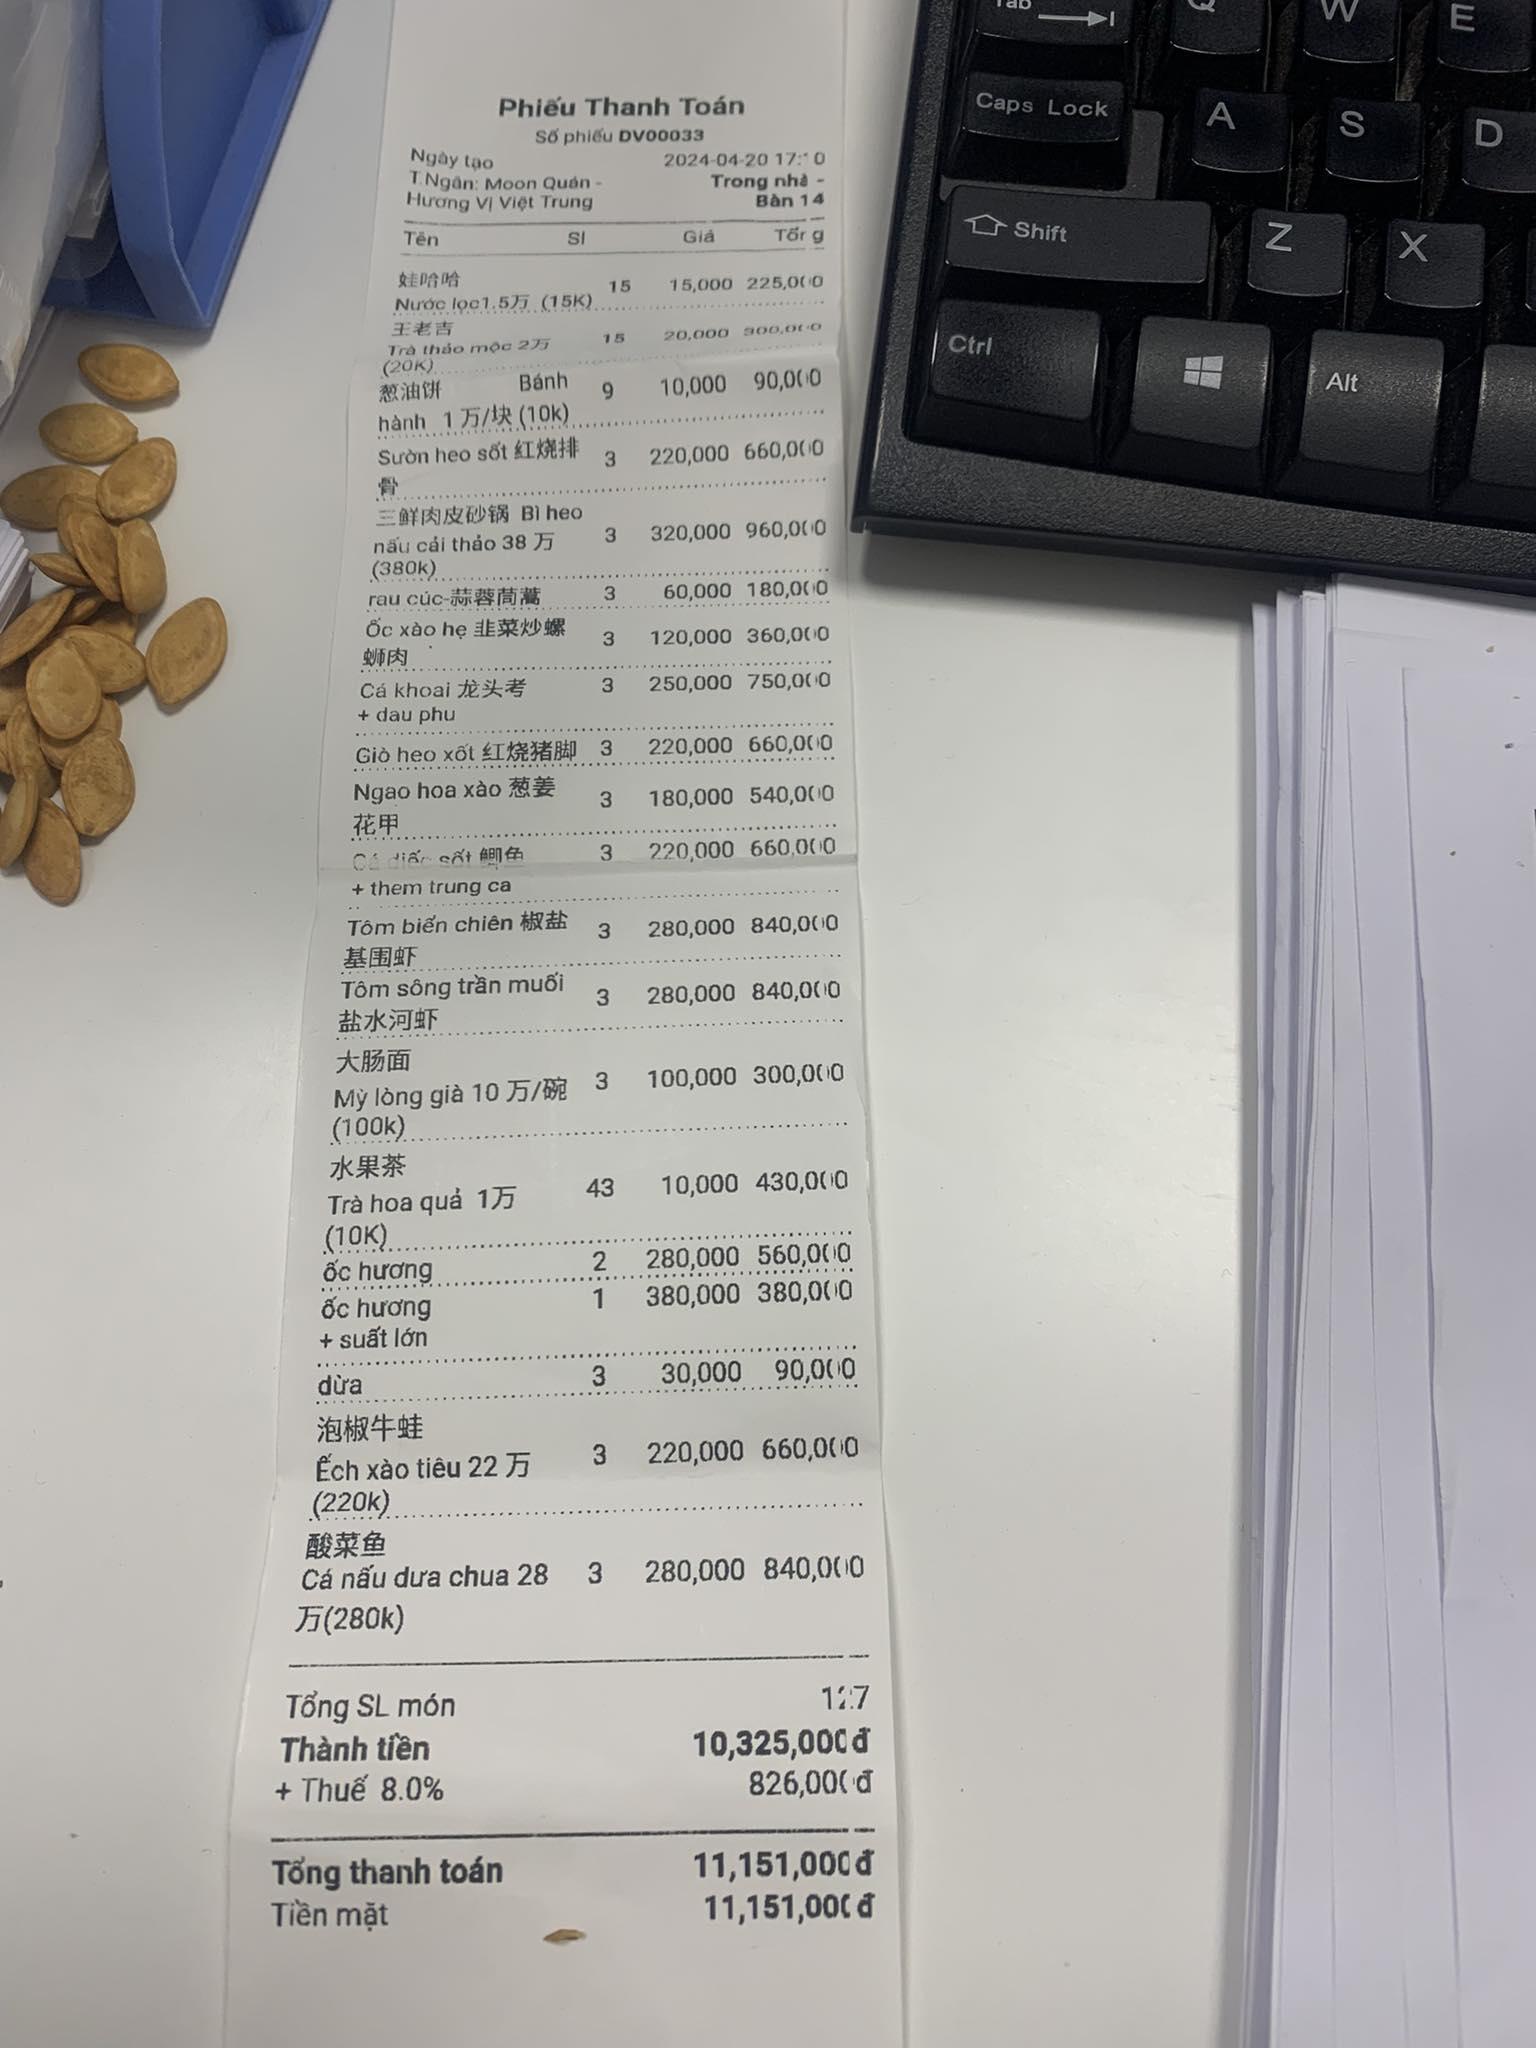 Phiếu Thanh Toán
Số phiếu DV00033
Ngày tạo 2024-04-20 17:10
T.Ngân: Moon Quán - Trong nhà -
Hương Vị Việt Trung Bàn 14
Tên Sl Giá Tổng
娃哈哈
Nước lọc1.5万 (15K) 15 15,000 225,000
王老吉
Trà thảo mộc 2万 15 20,000 300,000
(20K)
葱油饼 Bánh 9 10,000 90,000
hành 1万/块 (10k)
Sườn heo sốt 红烧排 3 220,000 660,000
骨
三鲜肉皮砂锅 Bì heo
nấu cải thảo 38 万 3 320,000 960,000
(380k)
rau cúc-蒜蓉茼蒿 3 60,000 180,000
Ốc xào hẹ 韭菜炒螺 3 120,000 360,000
蛳肉
Cá khoai 龙头考 3 250,000 750,000
+ dau phu
Giò heo xốt 红烧猪脚 3 220,000 660,000
Ngao hoa xào 葱姜 3 180,000 540,000
花甲
Cá diếc sốt 鲫鱼 3 220,000 660,000
+ them trung ca
Tôm biển chiên 椒盐 3 280,000 840,000
基围虾
Tôm sông trần muối 3 280,000 840,000
盐水河虾
大肠面
Mỳ lòng già 10 万/碗 3 100,000 300,000
(100k)
水果茶
Trà hoa quả 1万 43 10,000 430,000
(10K)
ốc hương 2 280,000 560,000
ốc hương 1 380,000 380,000
+ suất lớn
dừa 3 30,000 90,000
泡椒牛蛙
Ếch xào tiêu 22 万 3 220,000 660,000
(220k)
酸菜鱼
Cá nấu dưa chua 28 3 280,000 840,000
万(280k)
Tổng SL món 127
Thành tiền 10,325,000đ
+ Thuế 8.0% 826,000đ
Tổng thanh toán 11,151,000đ
Tiền mặt 11,151,000đ
Tab
Q W E
Caps Lock A S D
Shift Z X
Ctrl Alt